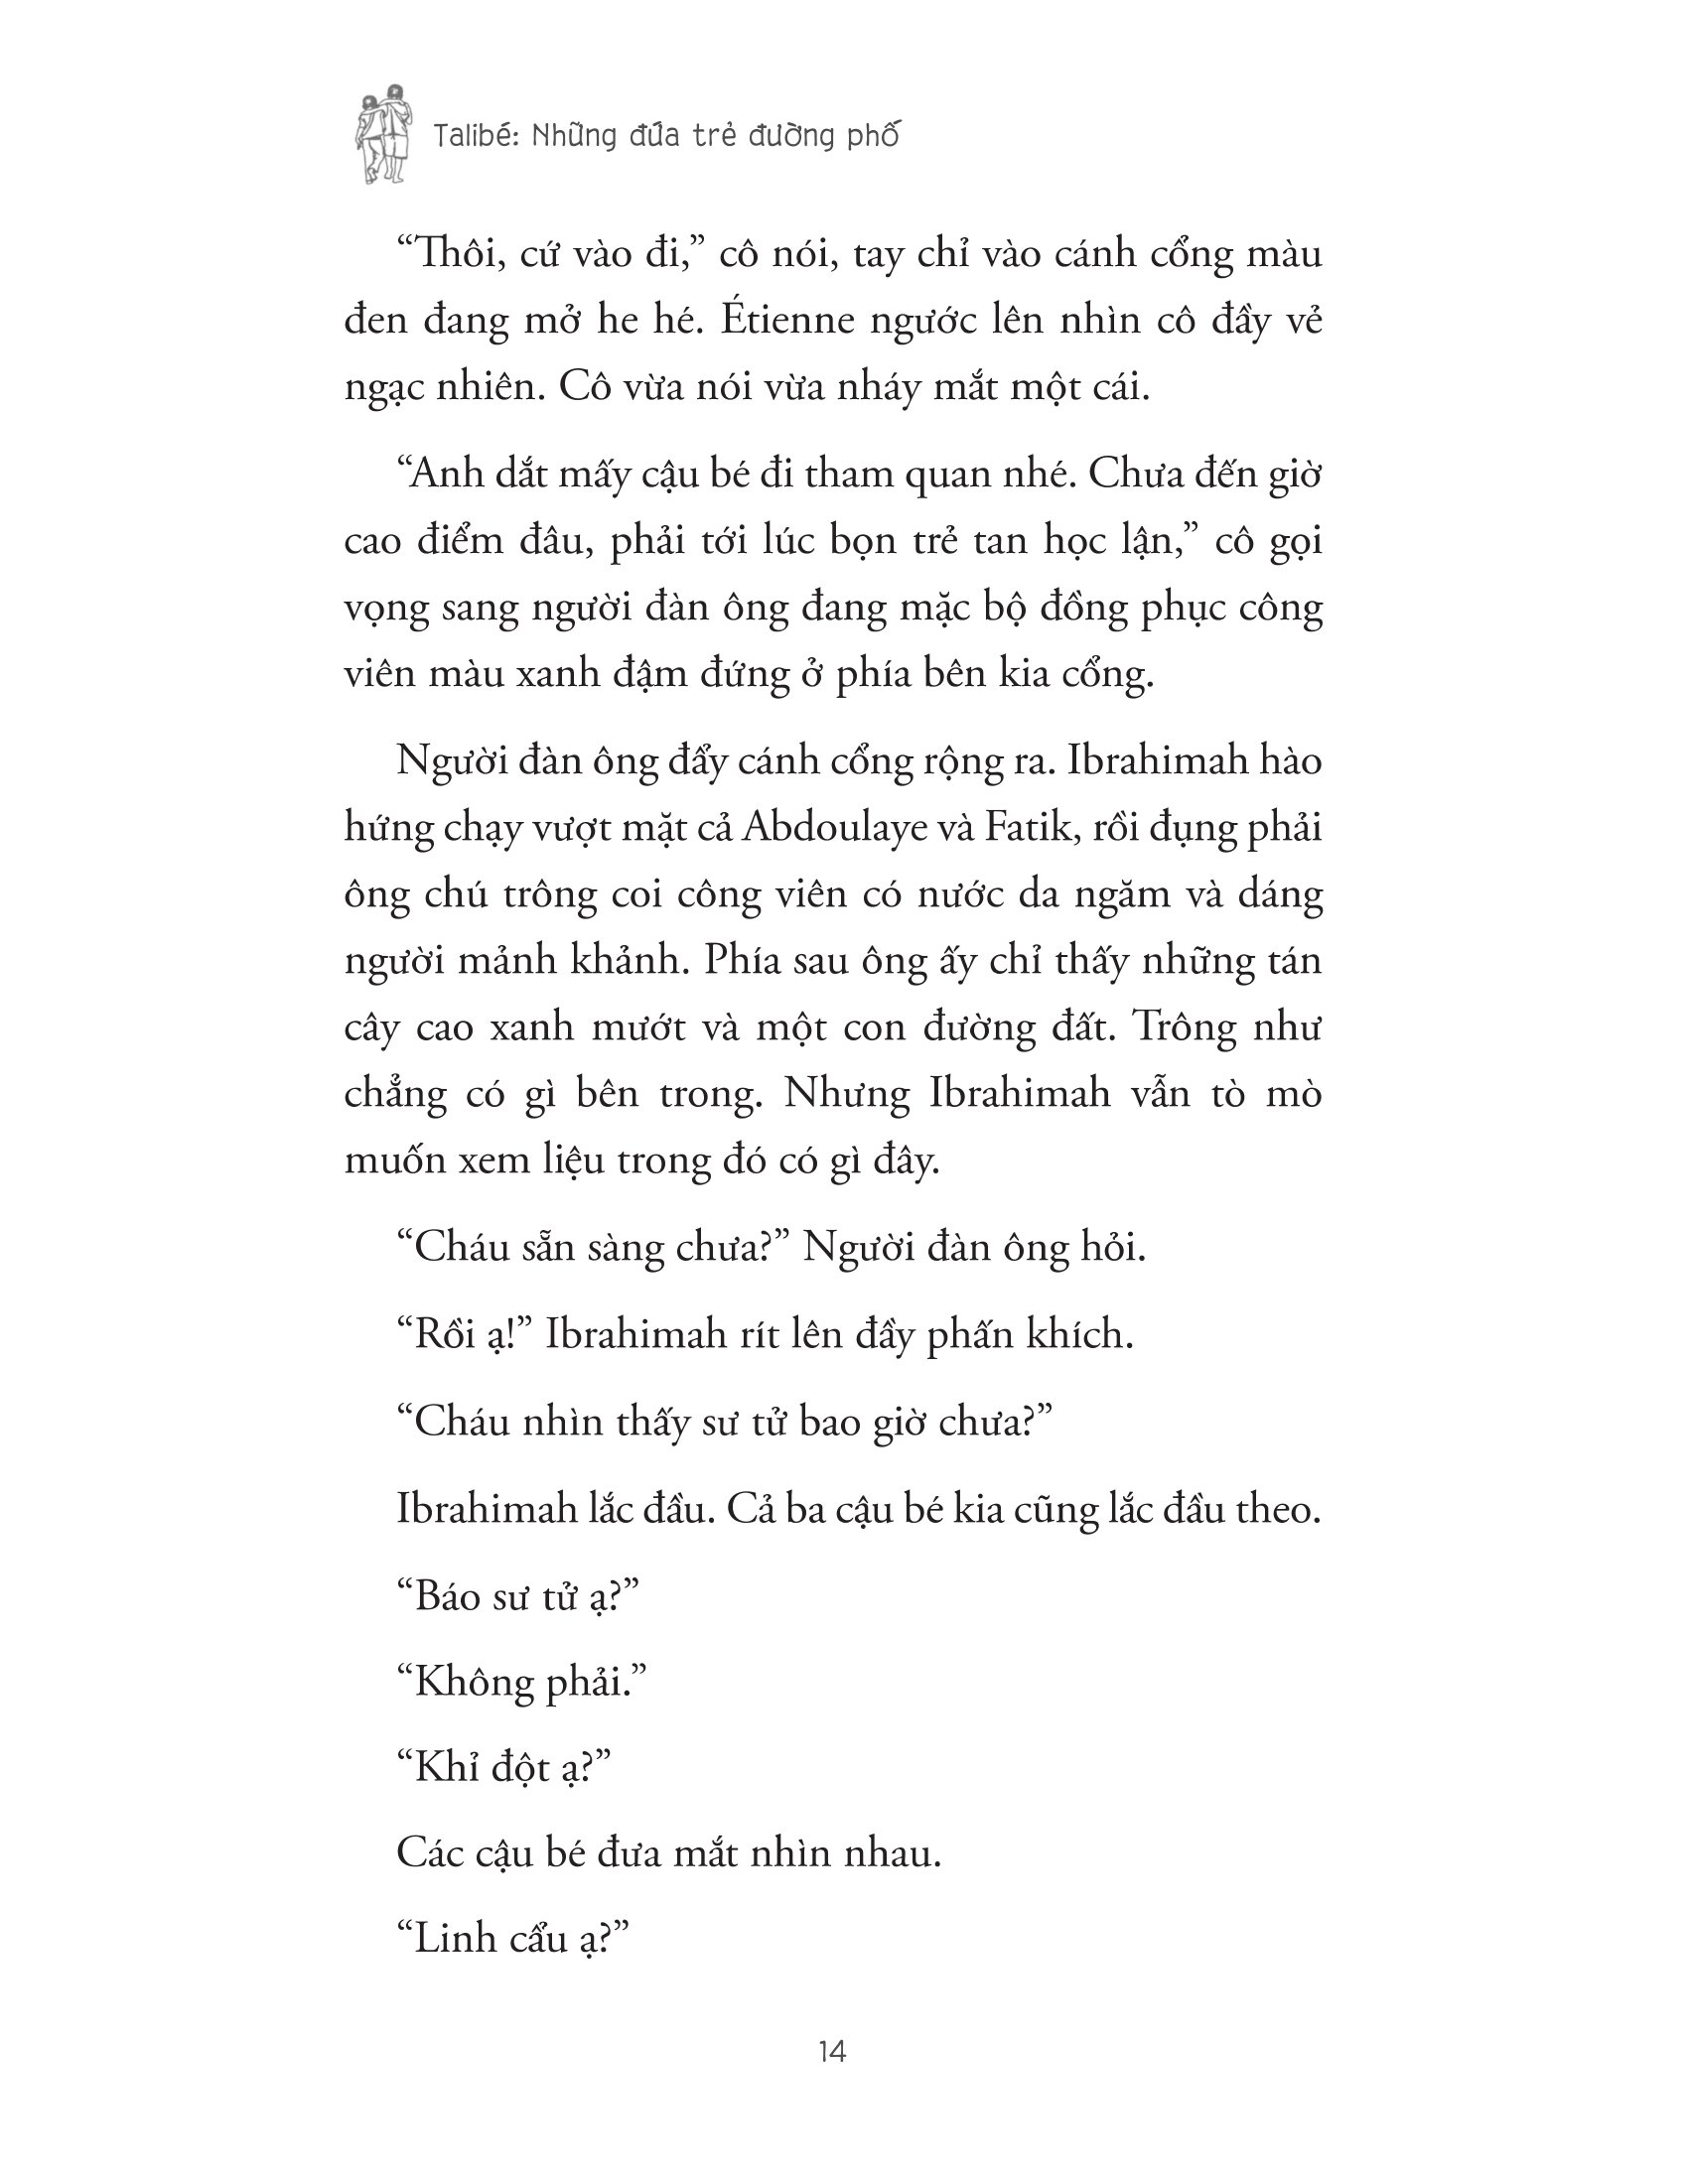 Talibé: Những đứa trẻ đường phố
“Thôi, cứ vào đi,” cô nói, tay chỉ vào cánh cổng màu
đen đang mở he hé. Étienne ngước lên nhìn cô đầy vẻ
ngạc nhiên. Cô vừa nói vừa nháy mắt một cái.
“Anh dắt mấy cậu bé đi tham quan nhé. Chưa đến giờ
cao điểm đâu, phải tới lúc bọn trẻ tan học lận,” cô gọi
vọng sang người đàn ông đang mặc bộ đồng phục công
viên màu xanh đậm đứng ở phía bên kia cổng.
Người đàn ông đẩy cánh cổng rộng ra. Ibrahimah hào
hứng chạy vượt mặt cả Abdoulaye và Fatik, rồi đụng phải
ông chú trông coi công viên có nước da ngăm và dáng
người mảnh khảnh. Phía sau ông ấy chỉ thấy những tán
cây cao xanh mướt và một con đường đất. Trông như
chẳng có gì bên trong. Nhưng Ibrahimah vẫn tò mò
muốn xem liệu trong đó có gì đây.
“Cháu sẵn sàng chưa?” Người đàn ông hỏi.
“Rồi ạ!” Ibrahimah rít lên đầy phấn khích.
“Cháu nhìn thấy sư tử bao giờ chưa?”
Ibrahimah lắc đầu. Cả ba cậu bé kia cũng lắc đầu theo.
“Báo sư tử ạ?”
“Không phải.”
“Khỉ đột ạ?”
Các cậu bé đưa mắt nhìn nhau.
“Linh cẩu ạ?”
14